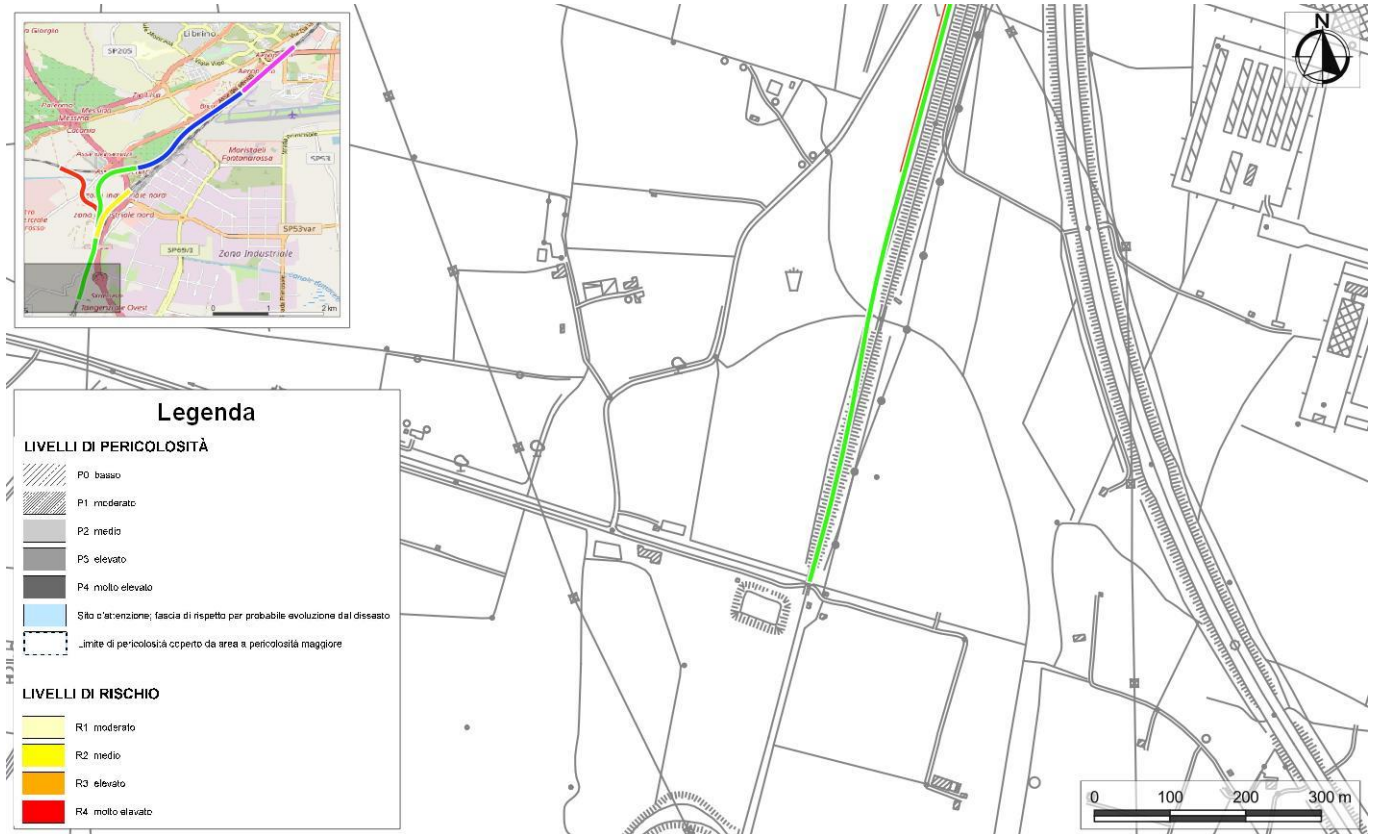 Librino
SP205
SP53
SP53var
SP69/II
Zona Industriale
Tangenziale Ovest
0 1 2 km
N
Legenda
LIVELLI DI PERICOLOSITÀ
P0 basso
P1 moderato
P2 medio
P3 elevato
P4 molto elevato
Sito d'attenzione; fascia di rispetto per probabile evoluzione del dissesto
Limite di pericolosità coperto da area a pericolosità maggiore
LIVELLI DI RISCHIO
R1 moderato
R2 medio
R3 elevato
R4 molto elevato
0 100 200 300 m